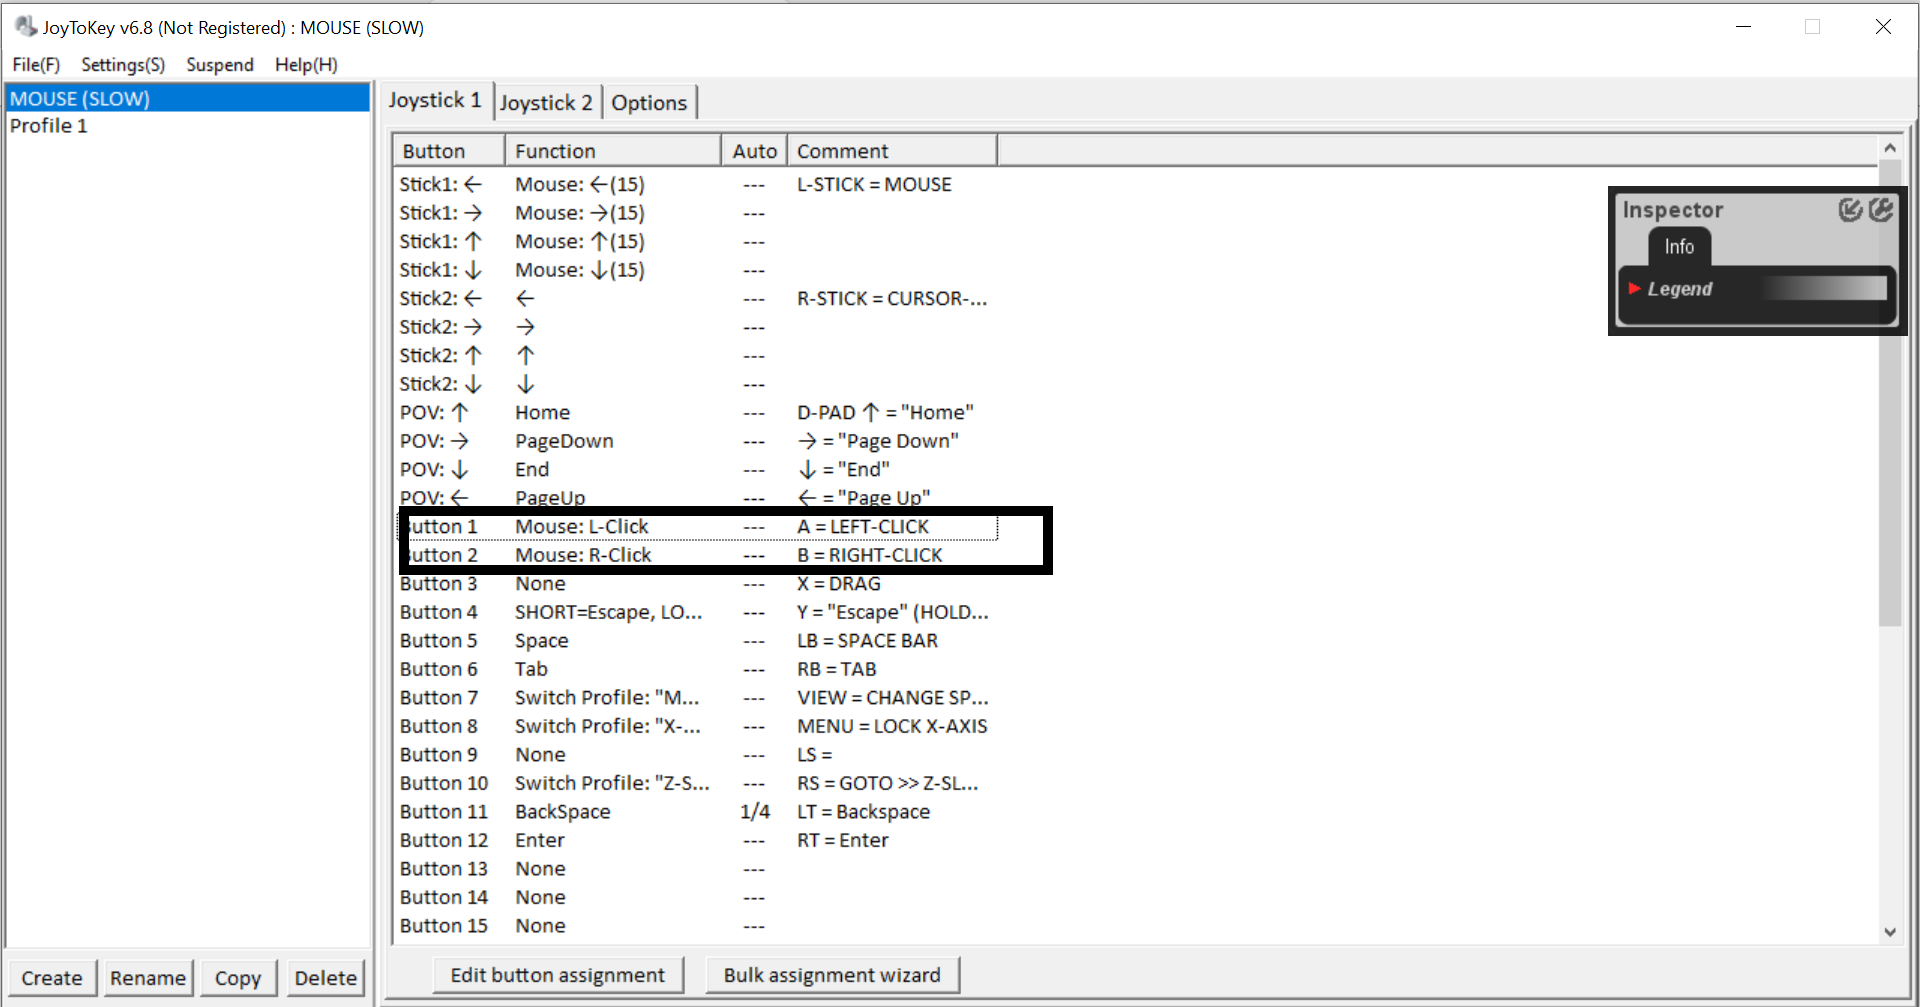 JoyToKey v6.8 (Not Registered) : MOUSE (SLOW)
File(F) Settings(S) Suspend Help(H)
MOUSE (SLOW)
Profile 1
Joystick 1 Joystick 2 Options
Button Function Auto Comment
Stick1: ← Mouse: ←(15) --- L-STICK = MOUSE
Stick1: → Mouse: →(15) ---
Stick1: ↑ Mouse: ↑(15) ---
Stick1: ↓ Mouse: ↓(15) ---
Stick2: ← ← --- R-STICK = CURSOR-...
Stick2: → → ---
Stick2: ↑ ↑ ---
Stick2: ↓ ↓ ---
POV: ↑ Home --- D-PAD ↑ = "Home"
POV: → PageDown --- → = "Page Down"
POV: ↓ End --- ↓ = "End"
POV: ← PageUp --- ← = "Page Up"
Button 1 Mouse: L-Click --- A = LEFT-CLICK
Button 2 Mouse: R-Click --- B = RIGHT-CLICK
Button 3 None --- X = DRAG
Button 4 SHORT=Escape, LO... --- Y = "Escape" (HOLD...
Button 5 Space --- LB = SPACE BAR
Button 6 Tab --- RB = TAB
Button 7 Switch Profile: "M... --- VIEW = CHANGE SP...
Button 8 Switch Profile: "X-... --- MENU = LOCK X-AXIS
Button 9 None --- LS =
Button 10 Switch Profile: "Z-S... --- RS = GOTO >> Z-SL...
Button 11 BackSpace 1/4 LT = Backspace
Button 12 Enter --- RT = Enter
Button 13 None ---
Button 14 None ---
Button 15 None ---
Inspector
Info
Legend
Create Rename Copy Delete
Edit button assignment Bulk assignment wizard